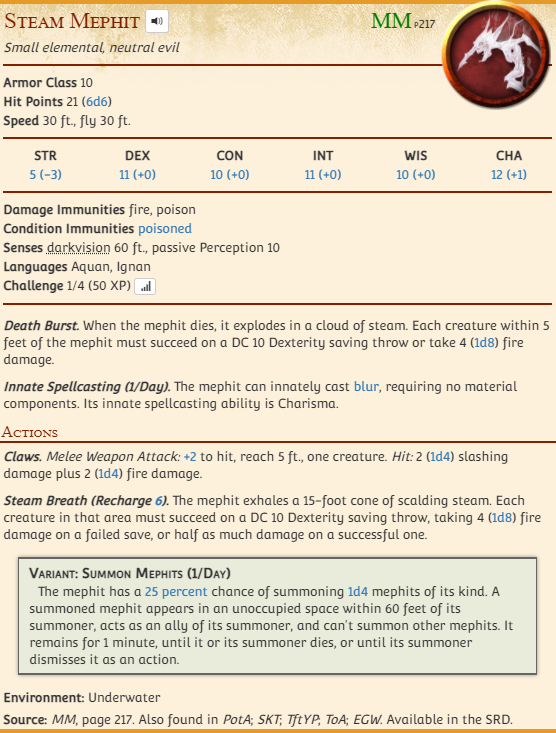 Steam Mephit MM P217
Small elemental, neutral evil
Armor Class 10
Hit Points 21 (6d6)
Speed 30 ft., fly 30 ft.
STR DEX CON INT WIS CHA
5 (−3) 11 (+0) 10 (+0) 11 (+0) 10 (+0) 12 (+1)
Damage Immunities fire, poison
Condition Immunities poisoned
Senses darkvision 60 ft., passive Perception 10
Languages Aquan, Ignan
Challenge 1/4 (50 XP)
Death Burst. When the mephit dies, it explodes in a cloud of steam. Each creature within 5
feet of the mephit must succeed on a DC 10 Dexterity saving throw or take 4 (1d8) fire
damage.
Innate Spellcasting (1/Day). The mephit can innately cast blur, requiring no material
components. Its innate spellcasting ability is Charisma.
Actions
Claws. Melee Weapon Attack: +2 to hit, reach 5 ft., one creature. Hit: 2 (1d4) slashing
damage plus 2 (1d4) fire damage.
Steam Breath (Recharge 6). The mephit exhales a 15-foot cone of scalding steam. Each
creature in that area must succeed on a DC 10 Dexterity saving throw, taking 4 (1d8) fire
damage on a failed save, or half as much damage on a successful one.
Variant: Summon Mephits (1/Day)
The mephit has a 25 percent chance of summoning 1d4 mephits of its kind. A
summoned mephit appears in an unoccupied space within 60 feet of its
summoner, acts as an ally of its summoner, and can't summon other mephits. It
remains for 1 minute, until it or its summoner dies, or until its summoner
dismisses it as an action.
Environment: Underwater
Source: MM, page 217. Also found in PotA; SKT; TftYP; ToA; EGW. Available in the SRD.